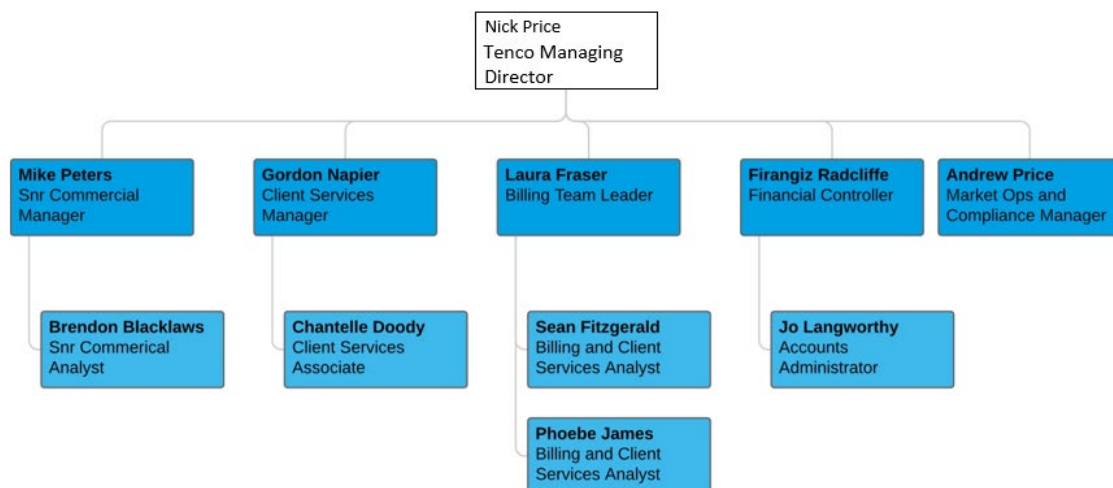 Nick Price
Tenco Managing
Director
Mike Peters
Snr Commercial
Manager
Gordon Napier
Client Services
Manager
Laura Fraser
Billing Team Leader
Firangiz Radcliffe
Financial Controller
Andrew Price
Market Ops and
Compliance Manager
Brendon Blacklaws
Snr Commerical
Analyst
Chantelle Doody
Client Services
Associate
Sean Fitzgerald
Billing and Client
Services Analyst
Jo Langworthy
Accounts
Administrator
Phoebe James
Billing and Client
Services Analyst